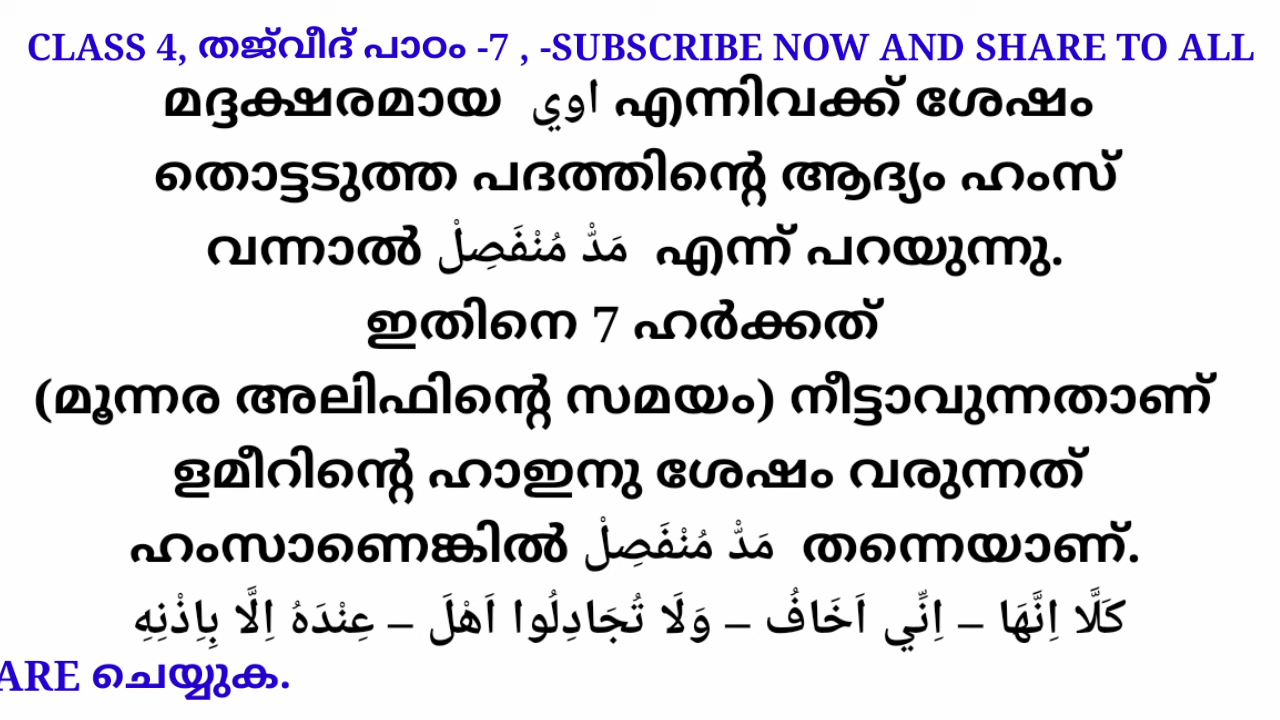 CLASS 4, തജ്‌വീദ് പാഠം -7 , -SUBSCRIBE NOW AND SHARE TO ALL
മദ്ദക്ഷരമായ اوي എന്നിവക്ക് ശേഷം
തൊട്ടടുത്ത പദത്തിന്റെ ആദ്യം ഹംസ്
വന്നാൽ مَدّْ مُنْفَصِلْ എന്ന് പറയുന്നു.
ഇതിനെ 7 ഹർക്കത്
(മൂന്നര അലിഫിന്റെ സമയം) നീട്ടാവുന്നതാണ്
ളമീറിന്റെ ഹാഇനു ശേഷം വരുന്നത്
ഹംസാണെങ്കിൽ مَدّْ مُنْفَصِلْ തന്നെയാണ്.
كَلَّا اِنَّهَا – اِنِّي اَخَافُ – وَلَا تُجَادِلُوا اَهْلَ – عِنْدَهُ اِلَّا بِاِذْنِهِ
ARE ചെയ്യുക.